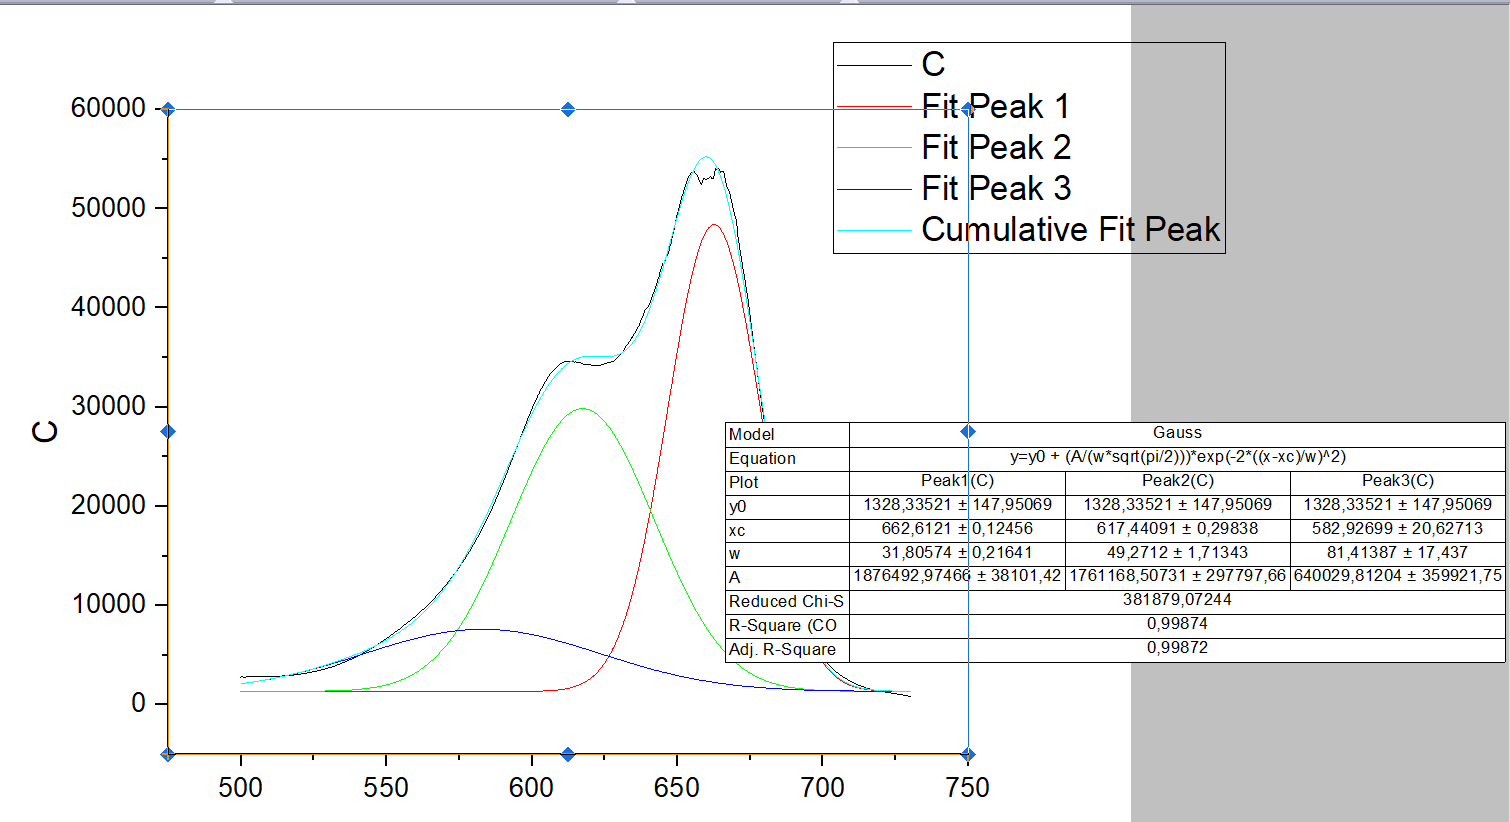 C
Fit Peak 1
Fit Peak 2
Fit Peak 3
Cumulative Fit Peak
60000
50000
40000
30000
20000
10000
0
C
500 550 600 650 700 750
Model Gauss
Equation y=y0 + (A/(w*sqrt(pi/2)))*exp(-2*((x-xc)/w)^2)
Plot Peak1(C) Peak2(C) Peak3(C)
y0 1328,33521 ± 147,95069 1328,33521 ± 147,95069 1328,33521 ± 147,95069
xc 662,6121 ± 0,12456 617,44091 ± 0,29838 582,92699 ± 20,62713
w 31,80574 ± 0,21641 49,2712 ± 1,71343 81,41387 ± 17,437
A 1876492,97466 ± 38101,42 1761168,50731 ± 297797,66 640029,81204 ± 359921,75
Reduced Chi-S 381879,07244
R-Square (CO 0,99874
Adj. R-Square 0,99872